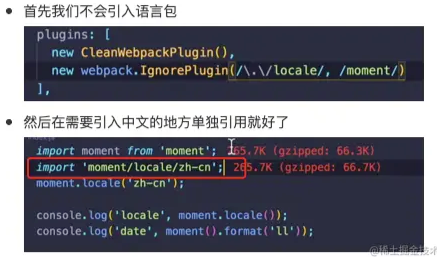 首先我们不会引入语言包
plugins: [
new CleanWebpackPlugin(),
new webpack.IgnorePlugin(/\.\/locale/, /moment/)
],
然后在需要引入中文的地方单独引用就好了
import moment from 'moment'; 265.7K (gzipped: 66.3K)
import 'moment/locale/zh-cn'; 265.7K (gzipped: 66.7K)
moment.locale('zh-cn');
console.log('locale', moment.locale());
console.log('date', moment().format('ll'));
@稀土掘金技术